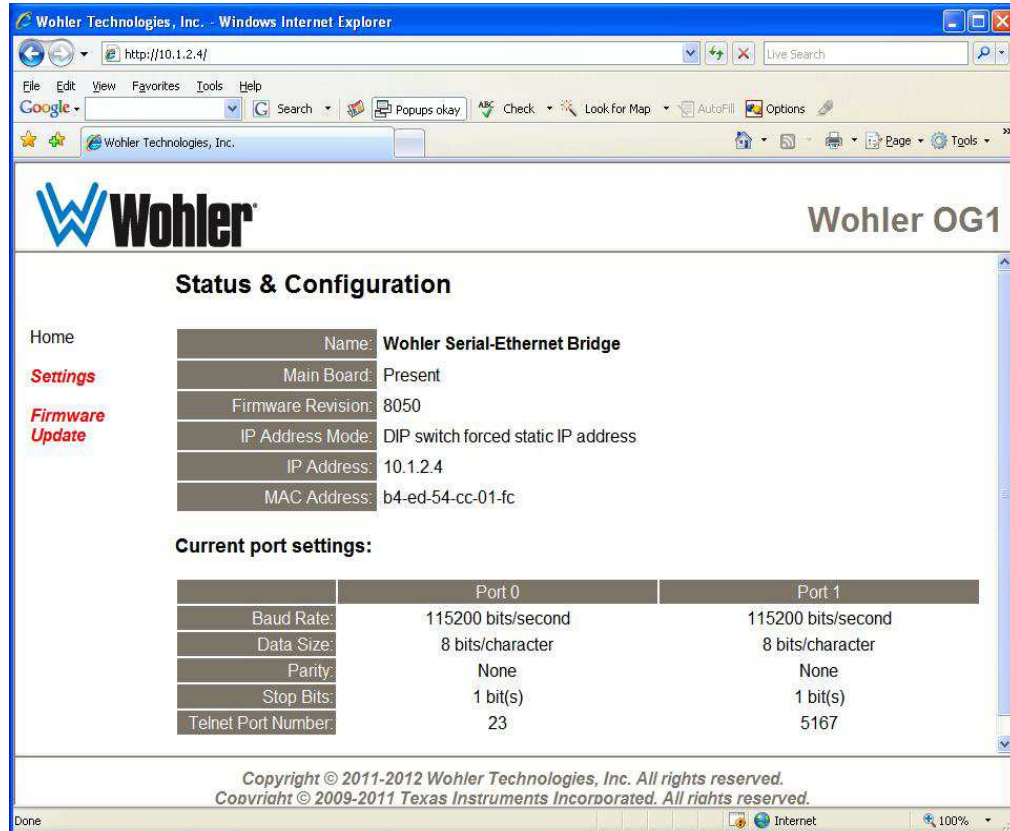 Wohler Technologies, Inc. - Windows Internet Explorer
http://10.1.2.4/
Live Search
File Edit View Favorites Tools Help
Google Search Popups okay ABC Check Look for Map AutoFill Options
Wohler Technologies, Inc. Page Tools »
Wohler
Wohler OG1
Status & Configuration
Home
Settings
Firmware
Update
Name: Wohler Serial-Ethernet Bridge
Main Board: Present
Firmware Revision: 8050
IP Address Mode: DIP switch forced static IP address
IP Address: 10.1.2.4
MAC Address: b4-ed-54-cc-01-fc
Current port settings:
Port 0 Port 1
Baud Rate: 115200 bits/second 115200 bits/second
Data Size: 8 bits/character 8 bits/character
Parity: None None
Stop Bits: 1 bit(s) 1 bit(s)
Telnet Port Number: 23 5167
Copyright © 2011-2012 Wohler Technologies, Inc. All rights reserved.
Copyright © 2009-2011 Texas Instruments Incorporated. All rights reserved.
Done Internet 100%